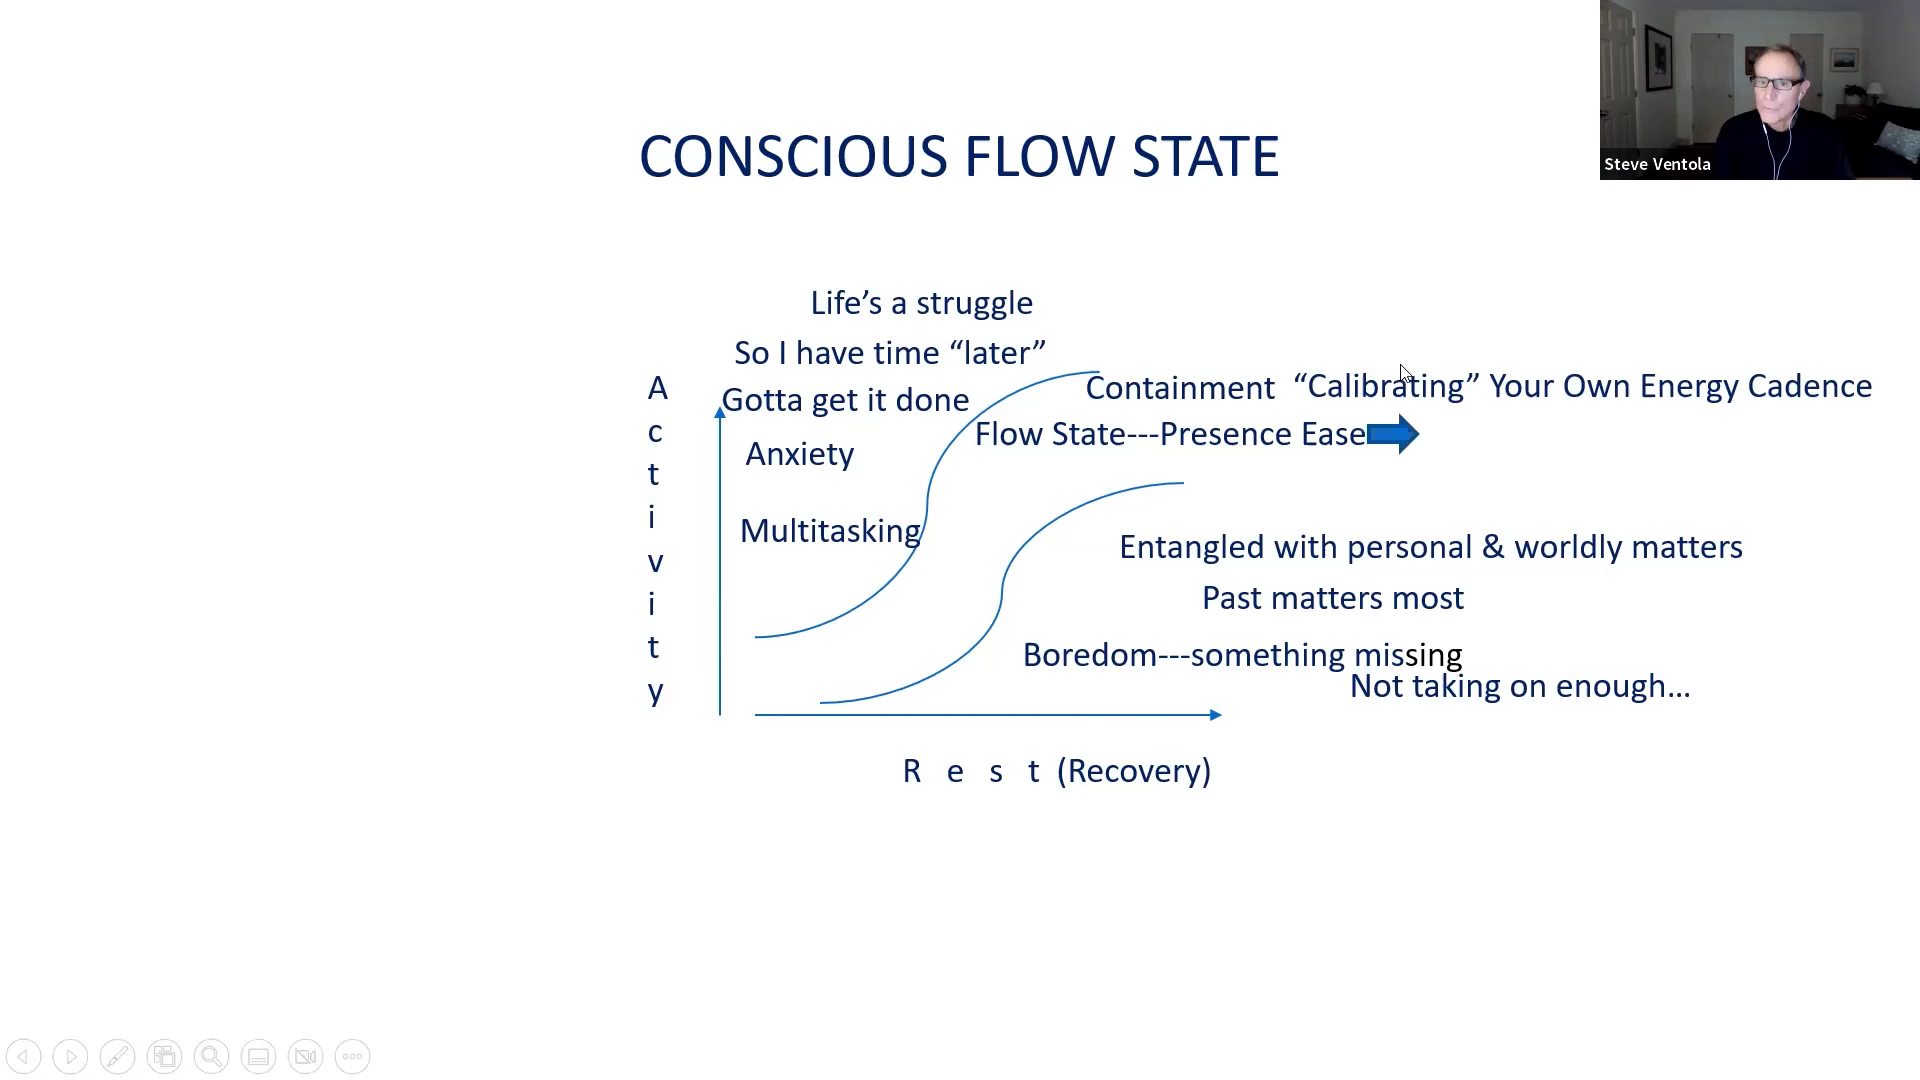 Steve Ventola
CONSCIOUS FLOW STATE
Life’s a struggle
So I have time “later”
Gotta get it done
Anxiety
Multitasking
Activity
Containment
“Calibrating” Your Own Energy Cadence
Flow State---Presence Ease
Entangled with personal & worldly matters
Past matters most
Boredom---something missing
Not taking on enough...
R e s t (Recovery)